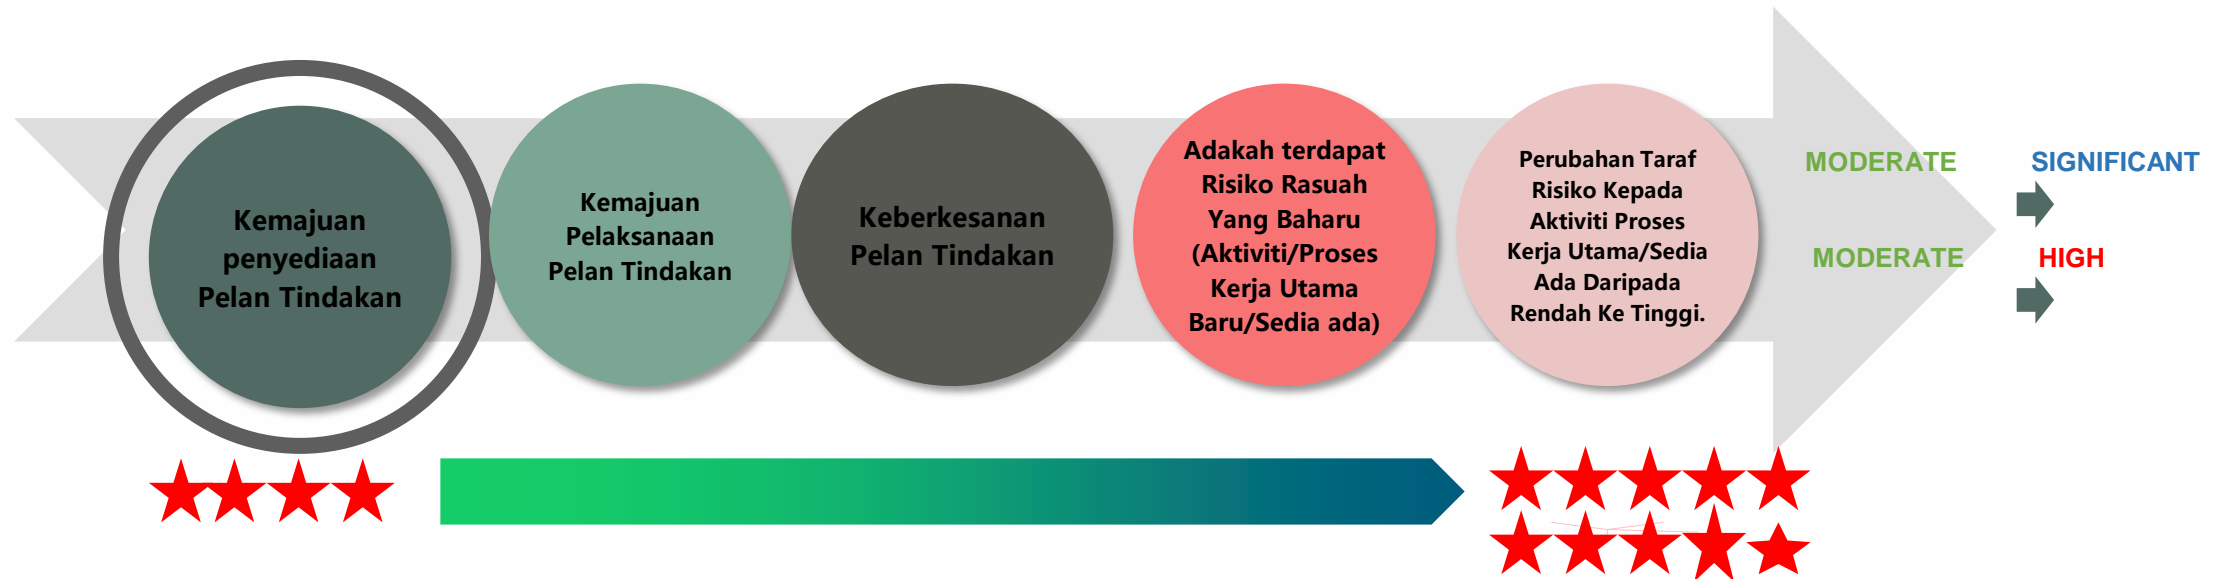 Kemajuan
penyediaan
Pelan Tindakan
Kemajuan
Pelaksanaan
Pelan Tindakan
Keberkesanan
Pelan Tindakan
Adakah terdapat
Risiko Rasuah
Yang Baharu
(Aktiviti/Proses
Kerja Utama
Baru/Sedia ada)
Perubahan Taraf
Risiko Kepada
Aktiviti Proses
Kerja Utama/Sedia
Ada Daripada
Rendah Ke Tinggi.
MODERATE SIGNIFICANT
MODERATE HIGH